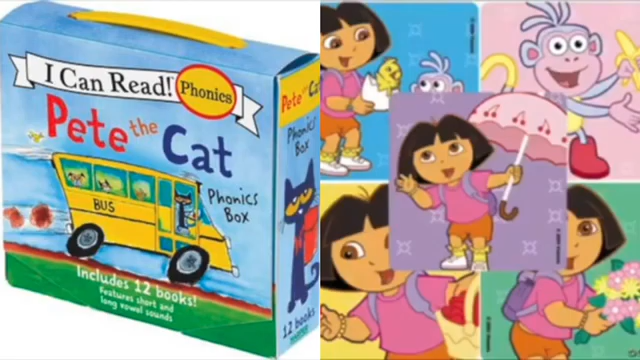 I Can Read!
Phonics
Pete the Cat
BUS
Phonics
Box
Includes 12 books!
Features short and
long vowel sounds
Pete the Cat
Phonics
Box
12 books